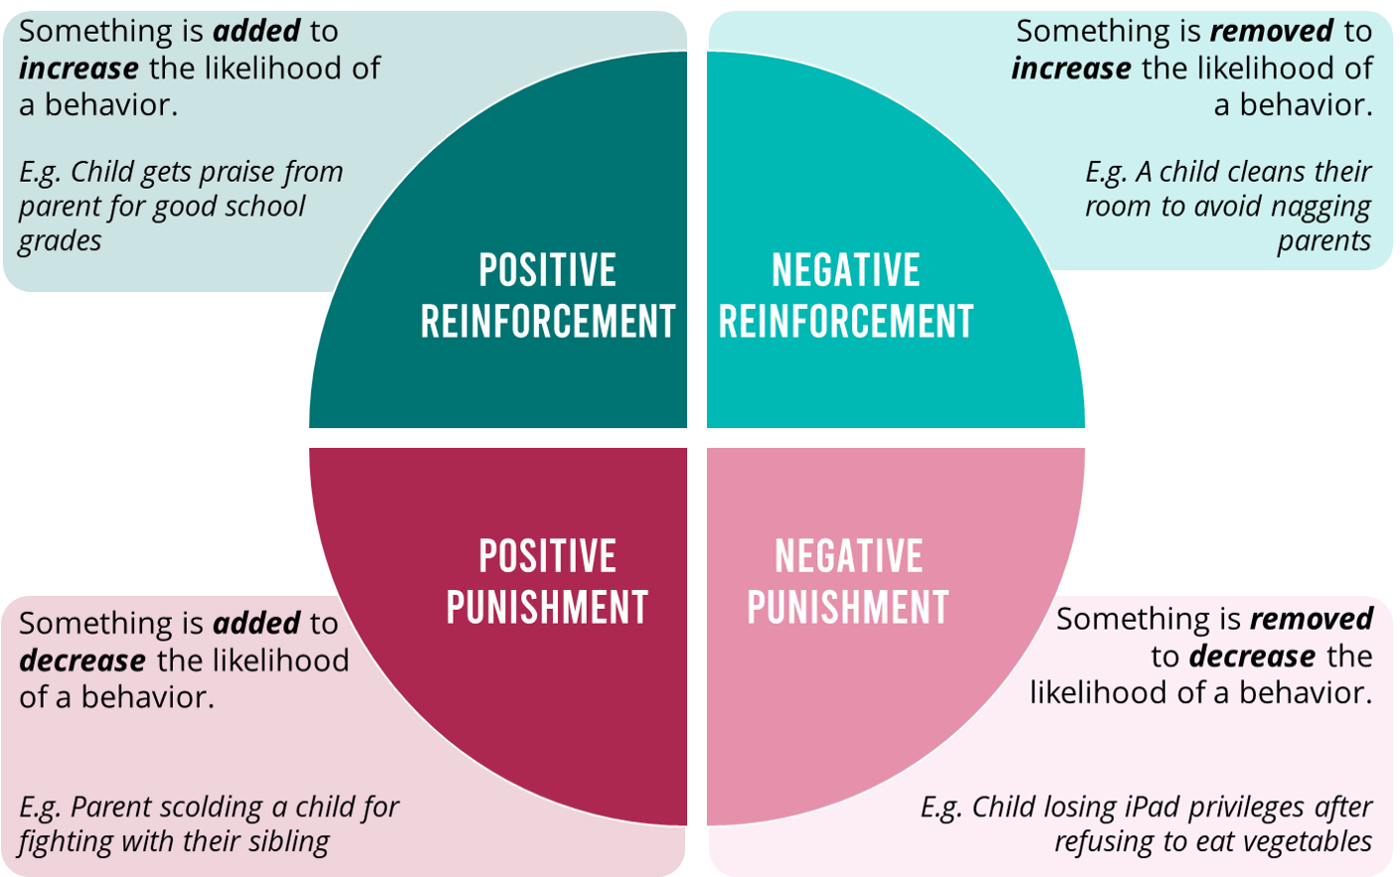 Something is added to
increase the likelihood of
a behavior.
E.g. Child gets praise from
parent for good school
grades
POSITIVE
REINFORCEMENT
Something is removed to
increase the likelihood of
a behavior.
E.g. A child cleans their
room to avoid nagging
parents
NEGATIVE
REINFORCEMENT
POSITIVE
PUNISHMENT
Something is added to
decrease the likelihood
of a behavior.
E.g. Parent scolding a child for
fighting with their sibling
NEGATIVE
PUNISHMENT
Something is removed
to decrease the
likelihood of a behavior.
E.g. Child losing iPad privileges after
refusing to eat vegetables